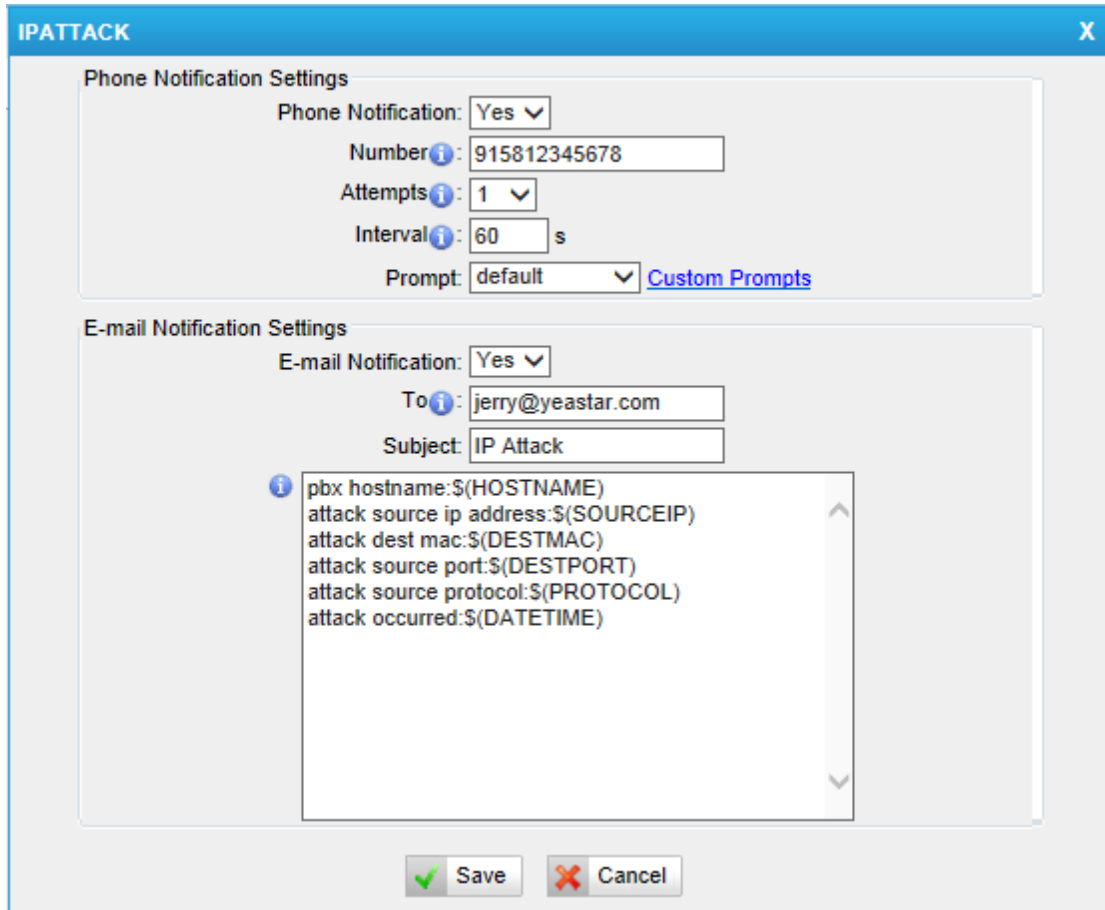 IPATTACK X
Phone Notification Settings
Phone Notification: Yes
Number i : 915812345678
Attempts i : 1
Interval i : 60 s
Prompt: default Custom Prompts
E-mail Notification Settings
E-mail Notification: Yes
To i : jerry@yeastar.com
Subject: IP Attack
i pbx hostname:$(HOSTNAME)
attack source ip address:$(SOURCEIP)
attack dest mac:$(DESTMAC)
attack source port:$(DESTPORT)
attack source protocol:$(PROTOCOL)
attack occurred:$(DATETIME)
Save Cancel